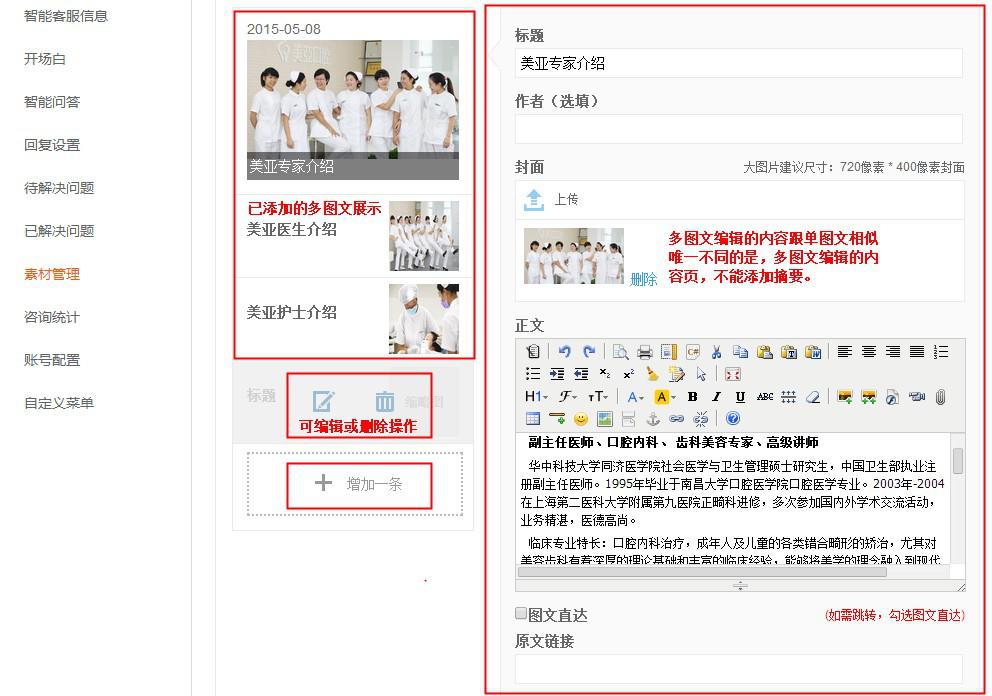 智能客服信息
开场白
智能问答
回复设置
待解决问题
已解决问题
素材管理
咨询统计
账号配置
自定义菜单
2015-05-08
美亚口腔
美亚专家介绍
已添加的多图文展示
美亚医生介绍
美亚护士介绍
标题
缩略图
可编辑或删除操作
增加一条
标题
美亚专家介绍
作者（选填）
封面
大图片建议尺寸：720像素 * 400像素封面
上传
删除
多图文编辑的内容跟单图文相似
唯一不同的是，多图文编辑的内
容页，不能添加摘要。
正文
副主任医师、口腔内科、 齿科美容专家、高级讲师
华中科技大学同济医学院社会医学与卫生管理硕士研究生，中国卫生部执业注
册副主任医师。1995年毕业于南昌大学口腔医学院口腔医学专业。2003年-2004
在上海第二医科大学附属第九医院正畸科进修，多次参加国内外学术交流活动，
业务精湛，医德高尚。
临床专业特长：口腔内科治疗，成年人及儿童的各类错合畸形的矫治，尤其对
美容齿科有着深厚的理论基础和丰富的临床经验，能够将美学的理念融入到现代
图文直达
(如需跳转，勾选图文直达)
原文链接